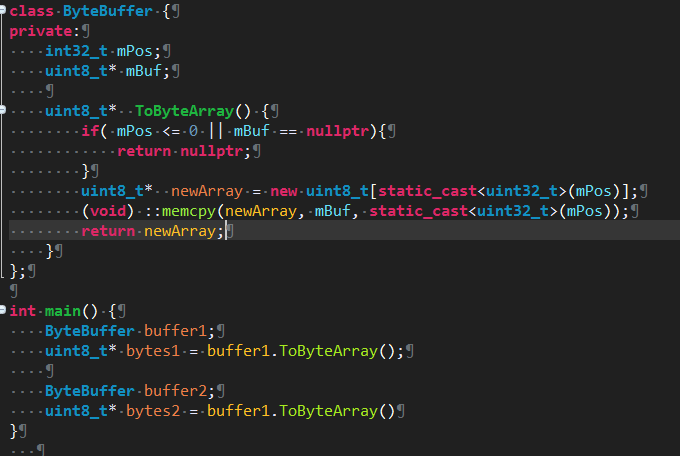 class ByteBuffer {
private:
    int32_t mPos;
    uint8_t* mBuf;
    
    uint8_t*  ToByteArray() {
        if( mPos <= 0 || mBuf == nullptr){
            return nullptr;
        }
        uint8_t*  newArray = new uint8_t[static_cast<uint32_t>(mPos)];
        (void) ::memcpy(newArray, mBuf, static_cast<uint32_t>(mPos));
        return newArray;
    }
};

int main() {
    ByteBuffer buffer1;
    uint8_t* bytes1 = buffer1.ToByteArray();
    
    ByteBuffer buffer2;
    uint8_t* bytes2 = buffer1.ToByteArray()
}